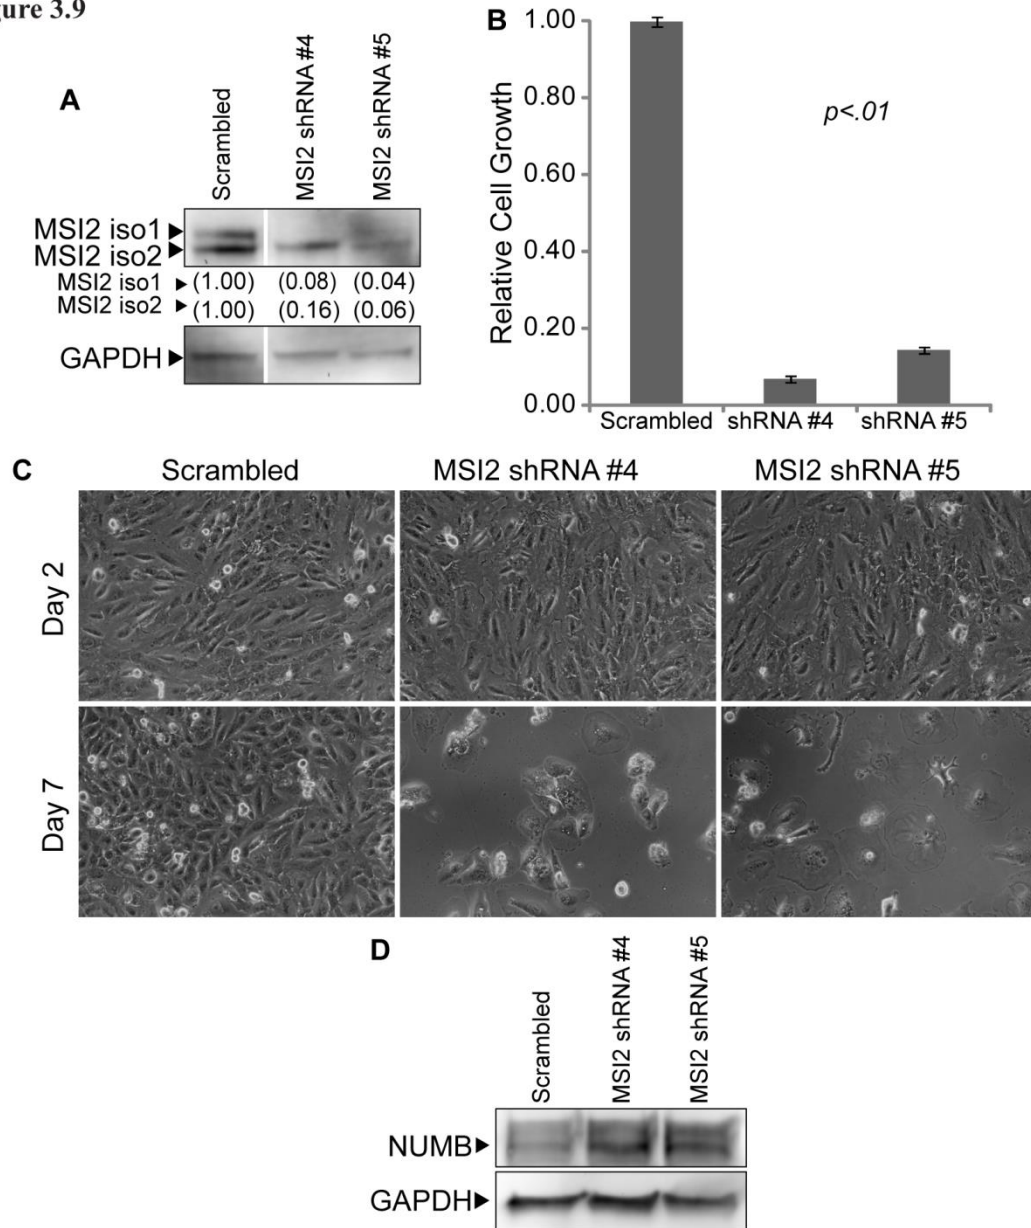 gure 3.9
A
Scrambled
MSI2 shRNA #4
MSI2 shRNA #5
MSI2 iso1
MSI2 iso2
MSI2 iso1 (1.00) (0.08) (0.04)
MSI2 iso2 (1.00) (0.16) (0.06)
GAPDH
B
Relative Cell Growth
1.00
0.80
0.60
0.40
0.20
0.00
p<.01
Scrambled shRNA #4 shRNA #5
C
Scrambled MSI2 shRNA #4 MSI2 shRNA #5
Day 2
Day 7
D
Scrambled
MSI2 shRNA #4
MSI2 shRNA #5
NUMB
GAPDH